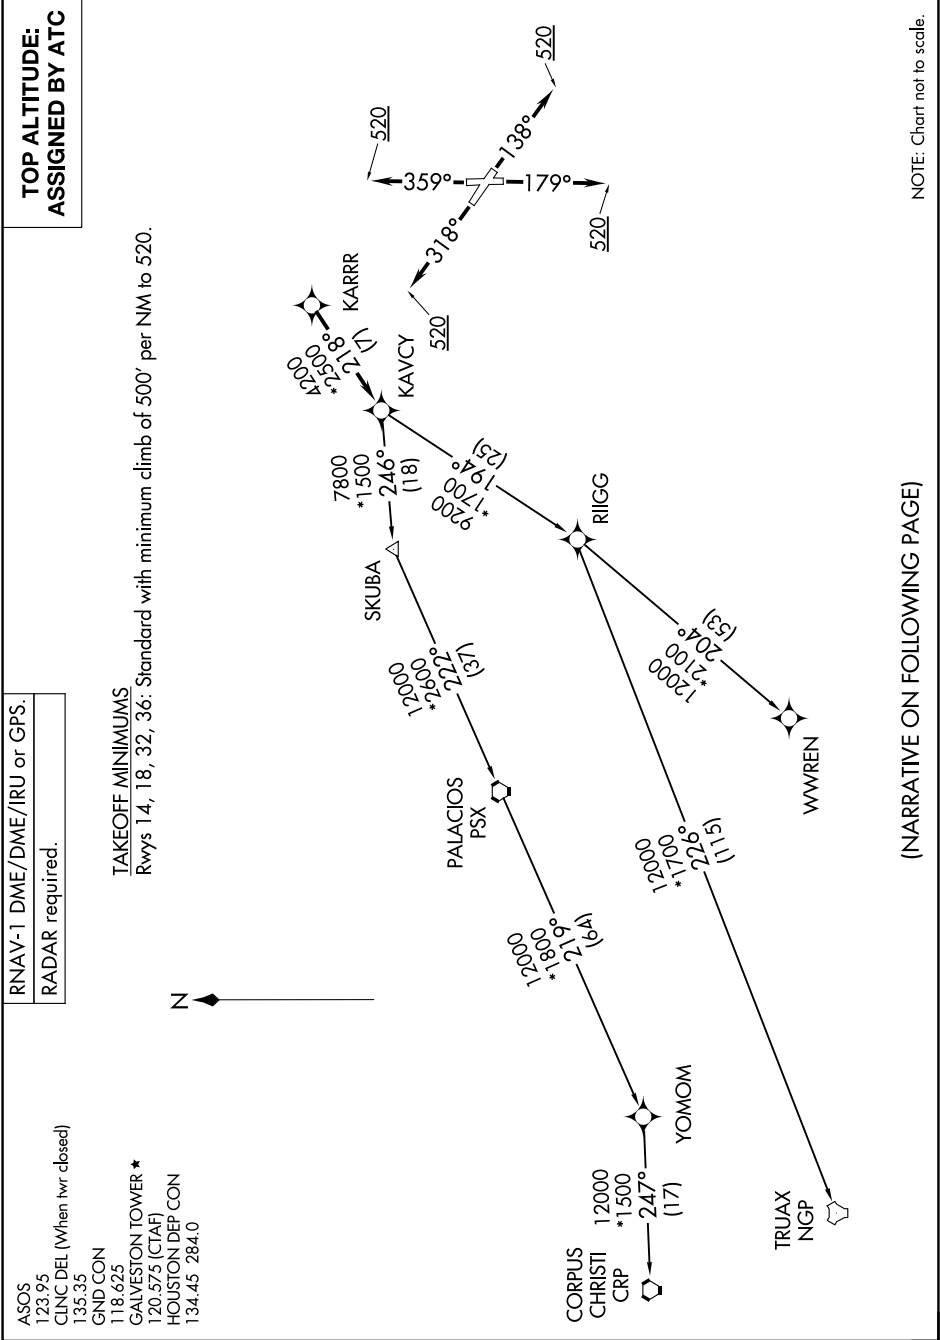 ASOS
123.95
CLNC DEL (When twr closed)
135.35
GND CON
118.625
GALVESTON TOWER ★
120.575 (CTAF)
HOUSTON DEP CON
134.45 284.0
RNAV-1 DME/DME/IRU or GPS.
RADAR required.
TOP ALTITUDE:
ASSIGNED BY ATC
TAKEOFF MINIMUMS
Rwys 14, 18, 32, 36: Standard with minimum climb of 500' per NM to 520.
N
520
359°
138°
520
318°
520
179°
520
KARRR
4200
*2500
218°
(7)
KAVCY
7800
*1500
246°
(18)
SKUBA
9200
*1700
194°
(25)
RIIGG
12000
*2600
222°
(37)
PALACIOS
PSX
12000
*2100
204°
(53)
WWREN
12000
*1800
219°
(64)
YOMOM
12000
*1700
226°
(115)
TRUAX
NGP
12000
*1500
247°
(17)
CORPUS
CHRISTI
CRP
(NARRATIVE ON FOLLOWING PAGE)
NOTE: Chart not to scale.